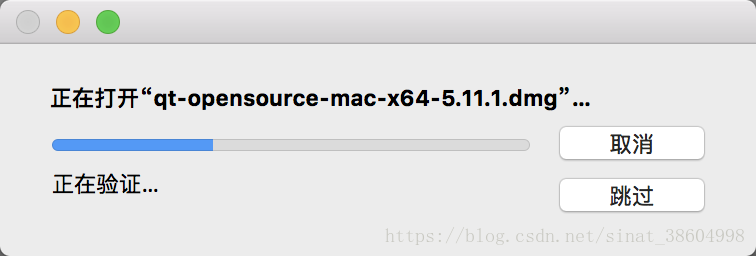 正在打开“qt-opensource-mac-x64-5.11.1.dmg”...
取消
正在验证...
跳过
https://blog.csdn.net/sinat_38604998